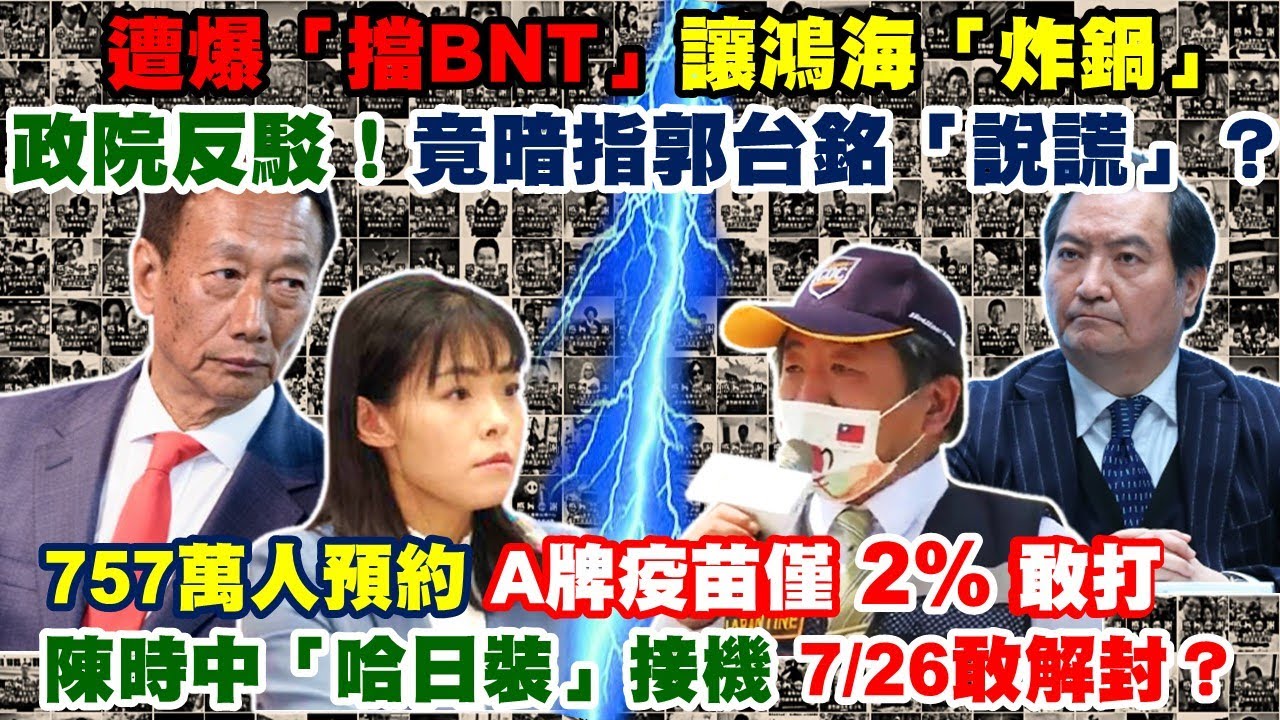 遭爆「擋BNT」讓鴻海「炸鍋」
政院反駁！竟暗指郭台銘「說謊」？
CDC
757萬人預約 A牌疫苗僅 2% 敢打
陳時中「哈日裝」接機 7/26敢解封？